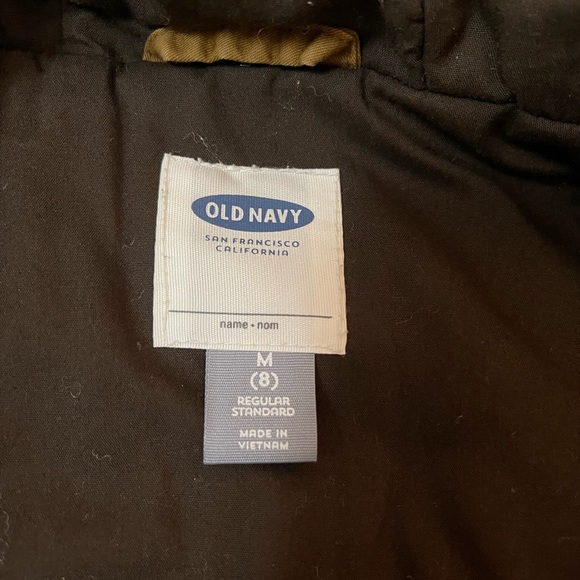 OLD NAVY
SAN FRANCISCO
CALIFORNIA
name • nom
M
(8)
REGULAR
STANDARD
MADE IN
VIETNAM